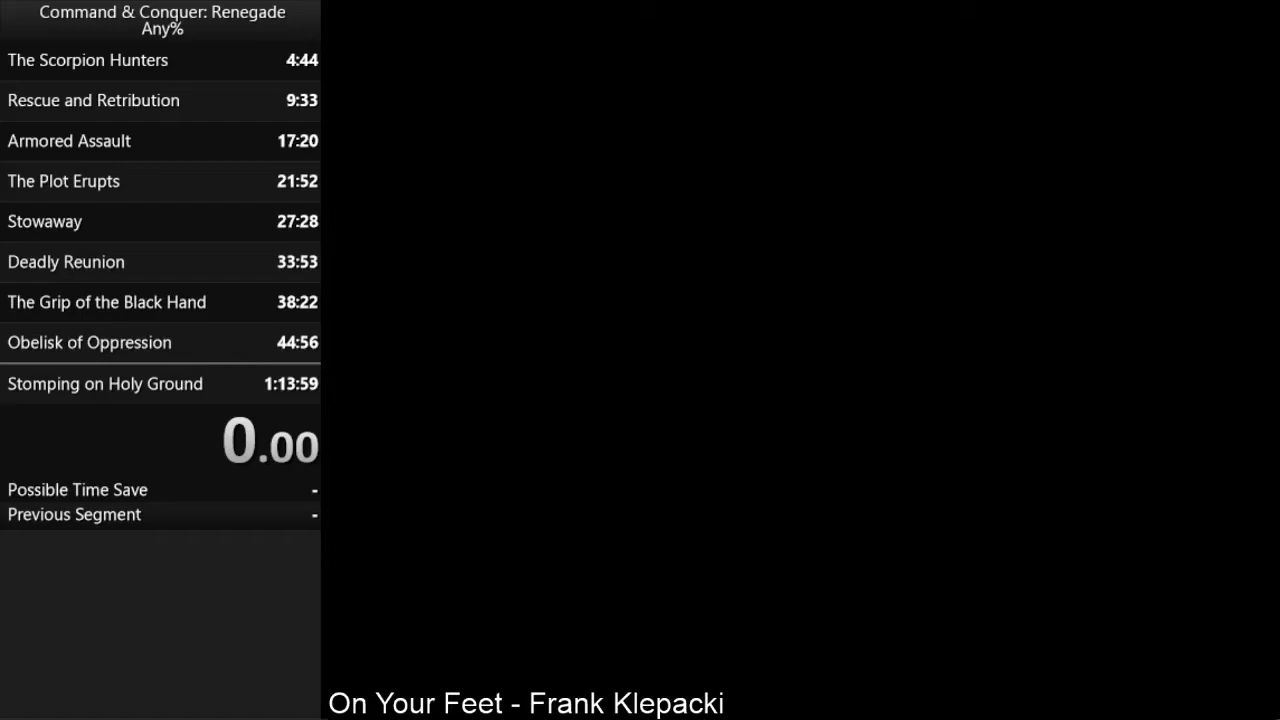 Command & Conquer: Renegade
Any%
The Scorpion Hunters 4:44
Rescue and Retribution 9:33
Armored Assault 17:20
The Plot Erupts 21:52
Stowaway 27:28
Deadly Reunion 33:53
The Grip of the Black Hand 38:22
Obelisk of Oppression 44:56
Stomping on Holy Ground 1:13:59
0.00
Possible Time Save -
Previous Segment -
On Your Feet - Frank Klepacki